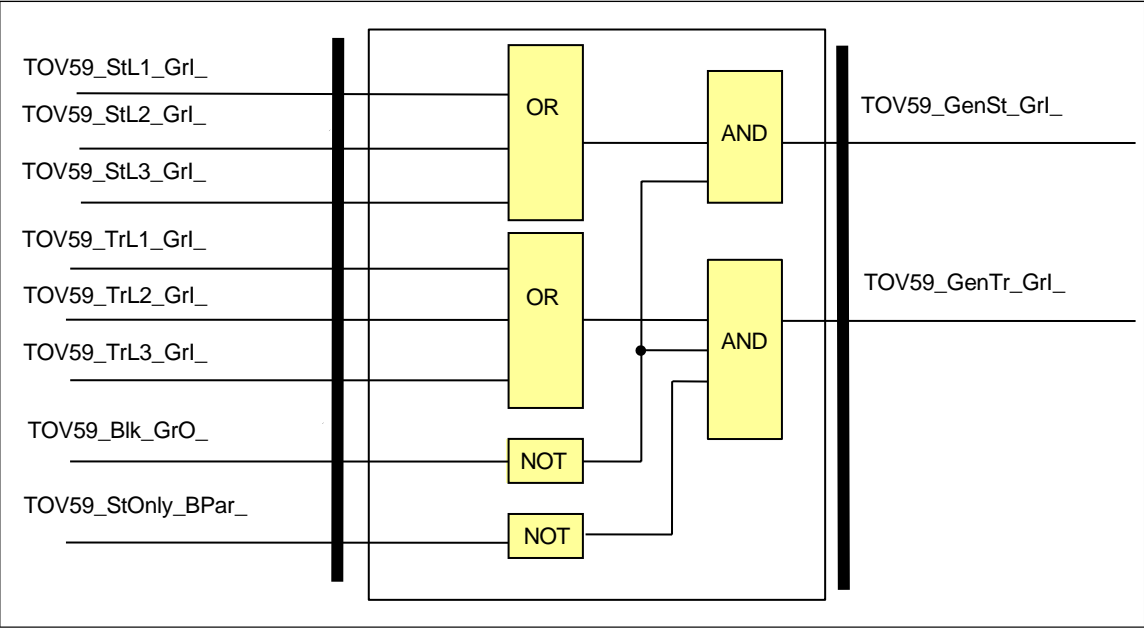 TOV59_StL1_GrI_
TOV59_StL2_GrI_
TOV59_StL3_GrI_
TOV59_TrL1_GrI_
TOV59_TrL2_GrI_
TOV59_TrL3_GrI_
TOV59_Blk_GrO_
TOV59_StOnly_BPar_
OR
OR
NOT
NOT
AND
AND
TOV59_GenSt_GrI_
TOV59_GenTr_GrI_